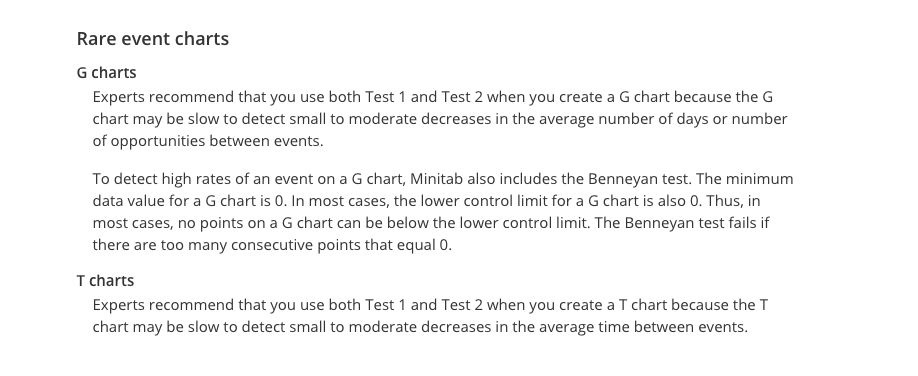 Rare event charts
G charts
Experts recommend that you use both Test 1 and Test 2 when you create a G chart because the G
chart may be slow to detect small to moderate decreases in the average number of days or number
of opportunities between events.
To detect high rates of an event on a G chart, Minitab also includes the Benneyan test. The minimum
data value for a G chart is 0. In most cases, the lower control limit for a G chart is also 0. Thus, in
most cases, no points on a G chart can be below the lower control limit. The Benneyan test fails if
there are too many consecutive points that equal 0.
T charts
Experts recommend that you use both Test 1 and Test 2 when you create a T chart because the T
chart may be slow to detect small to moderate decreases in the average time between events.